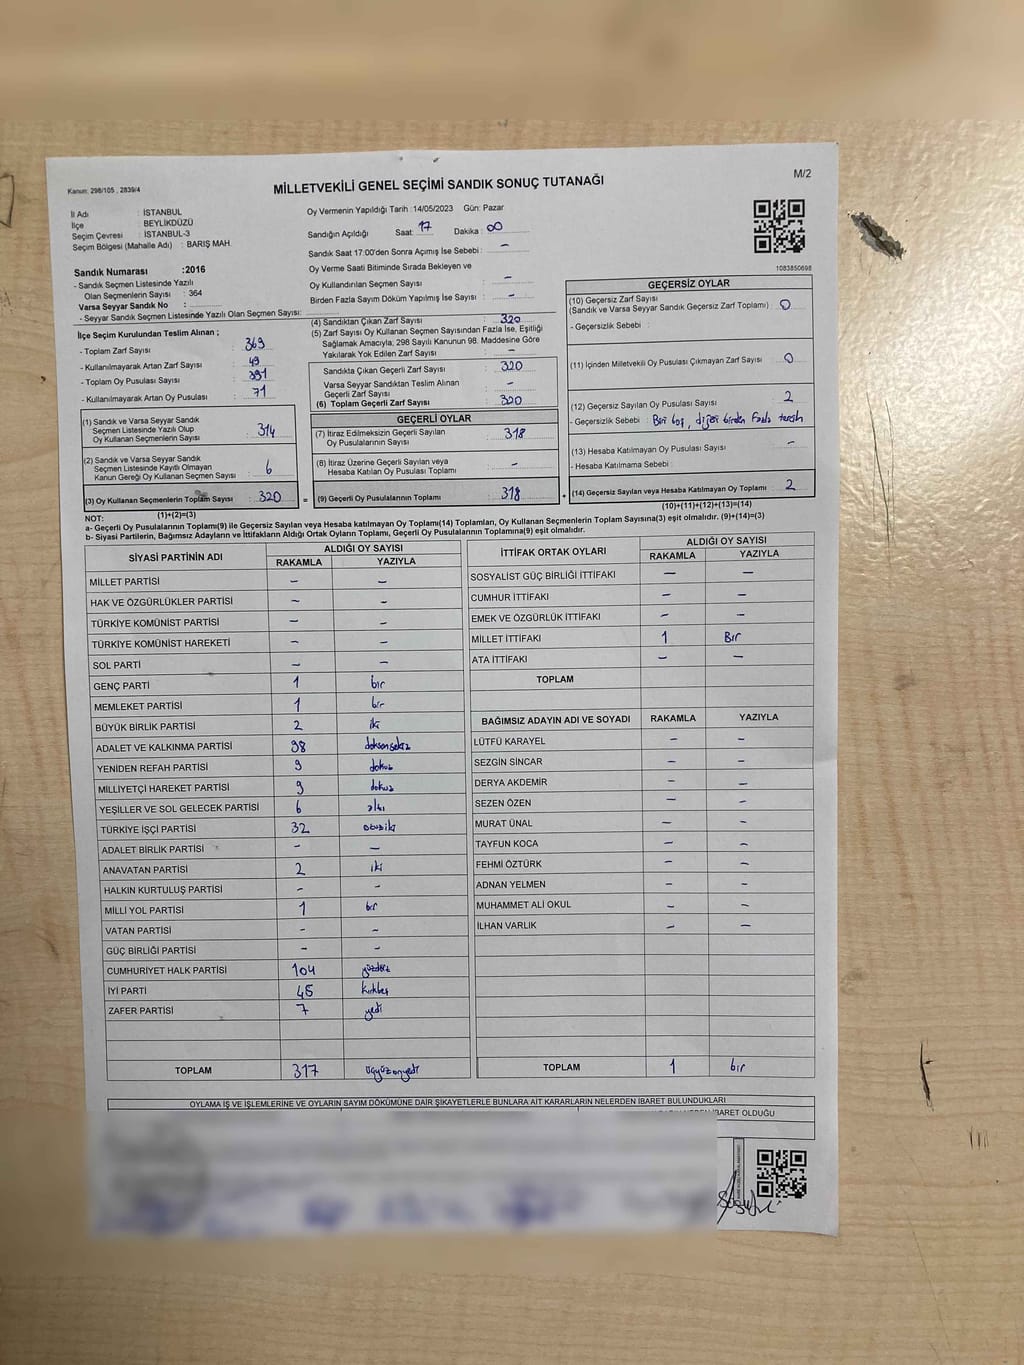 Kanun: 298/105 , 2839/4
MİLLETVEKİLİ GENEL SEÇİMİ SANDIK SONUÇ TUTANAĞI
M/2
İl Adı : İSTANBUL
İlçe : BEYLİKDÜZÜ
Seçim Çevresi : İSTANBUL-3
Seçim Bölgesi (Mahalle Adı) : BARIŞ MAH.
Oy Vermenin Yapıldığı Tarih :14/05/2023 Gün: Pazar
Sandığın Açıldığı Saat: 17 Dakika: 00
Sandık Saat 17:00'den Sonra Açımış İse Sebebi : -
Oy Verme Saati Bitiminde Sırada Bekleyen ve
Oy Kullandırılan Seçmen Sayısı : -
Birden Fazla Sayım Döküm Yapılmış İse Sayısı : -
1083850698
Sandık Numarası :2016
- Sandık Seçmen Listesinde Yazılı
Olan Seçmenlerin Sayısı : 364
Varsa Seyyar Sandık No :
- Seyyar Sandık Seçmen Listesinde Yazılı Olan Seçmen Sayısı:
İlçe Seçim Kurulundan Teslim Alınan ;
- Toplam Zarf Sayısı : 369
- Kullanılmayarak Artan Zarf Sayısı : 49
- Toplam Oy Pusulası Sayısı : 391
- Kullanılmayarak Artan Oy Pusulası : 71
(1) Sandık ve Varsa Seyyar Sandık
Seçmen Listesinde Yazılı Olup
Oy Kullanan Seçmenlerin Sayısı : 314
(2) Sandık ve Varsa Seyyar Sandık
Seçmen Listesinde Kayıtlı Olmayan
Kanun Gereği Oy Kullanan Seçmen Sayısı : 6
(3) Oy Kullanan Seçmenlerin Toplam Sayısı : 320
(1)+(2)=(3)
(4) Sandıktan Çıkan Zarf Sayısı : 320
(5) Zarf Sayısı Oy Kullanan Seçmen Sayısından Fazla İse, Eşitliği
Sağlamak Amacıyla, 298 Sayılı Kanunun 98. Maddesine Göre
Yakılarak Yok Edilen Zarf Sayısı : -
Sandıkta Çıkan Geçerli Zarf Sayısı : 320
Varsa Seyyar Sandıktan Teslim Alınan
Geçerli Zarf Sayısı : -
(6) Toplam Geçerli Zarf Sayısı : 320
GEÇERLİ OYLAR
(7) İtiraz Edilmeksizin Geçerli Sayılan
Oy Pusulalarının Sayısı : 318
(8) İtiraz Üzerine Geçerli Sayılan veya
Hesaba Katılan Oy Pusulası Toplamı : -
= (9) Geçerli Oy Pusulalarının Toplamı : 318
GEÇERSİZ OYLAR
(10) Geçersiz Zarf Sayısı
(Sandık ve Varsa Seyyar Sandık Geçersiz Zarf Toplamı) : 0
- Geçersizlik Sebebi :
(11) İçinden Milletvekili Oy Pusulası Çıkmayan Zarf Sayısı : 0
(12) Geçersiz Sayılan Oy Pusulası Sayısı : 2
- Geçersizlik Sebebi : Biri boş, diğeri birden Fazla tercih
(13) Hesaba Katılmayan Oy Pusulası Sayısı : -
- Hesaba Katılmama Sebebi :
+ (14) Geçersiz Sayılan veya Hesaba Katılmayan Oy Toplamı : 2
(10)+(11)+(12)+(13)=(14)
NOT:
a- Geçerli Oy Pusulalarının Toplamı(9) ile Geçersiz Sayılan veya Hesaba katılmayan Oy Toplamı(14) Toplamları, Oy Kullanan Seçmenlerin Toplam Sayısına(3) eşit olmalıdır. (9)+(14)=(3)
b- Siyasi Partilerin, Bağımsız Adayların ve İttifakların Aldığı Ortak Oyların Toplamı, Geçerli Oy Pusulalarının Toplamına(9) eşit olmalıdır.
SİYASİ PARTİNİN ADI ALDIĞI OY SAYISI
RAKAMLA YAZIYLA
MİLLET PARTİSİ - -
HAK VE ÖZGÜRLÜKLER PARTİSİ - -
TÜRKİYE KOMÜNİST PARTİSİ - -
TÜRKİYE KOMÜNİST HAREKETİ - -
SOL PARTİ - -
GENÇ PARTİ 1 bir
MEMLEKET PARTİSİ 1 bir
BÜYÜK BİRLİK PARTİSİ 2 iki
ADALET VE KALKINMA PARTİSİ 98 doksansekiz
YENİDEN REFAH PARTİSİ 9 dokuz
MİLLİYETÇİ HAREKET PARTİSİ 9 dokuz
YEŞİLLER VE SOL GELECEK PARTİSİ 6 altı
TÜRKİYE İŞÇİ PARTİSİ 32 otuziki
ADALET BİRLİK PARTİSİ - -
ANAVATAN PARTİSİ 2 iki
HALKIN KURTULUŞ PARTİSİ - -
MİLLİ YOL PARTİSİ 1 bir
VATAN PARTİSİ - -
GÜÇ BİRLİĞİ PARTİSİ - -
CUMHURİYET HALK PARTİSİ 104 yüzdört
İYİ PARTİ 45 kırkbeş
ZAFER PARTİSİ 7 yedi
TOPLAM 317 üçyüzonyedi
İTTİFAK ORTAK OYLARI ALDIĞI OY SAYISI
RAKAMLA YAZIYLA
SOSYALİST GÜÇ BİRLİĞİ İTTİFAKI - -
CUMHUR İTTİFAKI - -
EMEK VE ÖZGÜRLÜK İTTİFAKI - -
MİLLET İTTİFAKI 1 Bir
ATA İTTİFAKI - -
TOPLAM
BAĞIMSIZ ADAYIN ADI VE SOYADI RAKAMLA YAZIYLA
LÜTFÜ KARAYEL - -
SEZGİN SİNCAR - -
DERYA AKDEMİR - -
SEZEN ÖZEN - -
MURAT ÜNAL - -
TAYFUN KOCA - -
FEHMİ ÖZTÜRK - -
ADNAN YELMEN - -
MUHAMMET ALİ OKUL - -
İLHAN VARLIK - -
TOPLAM 1 bir
OYLAMA İŞ VE İŞLEMLERİNE VE OYLARIN SAYIM DÖKÜMÜNE DAİR ŞİKAYETLERLE BUNLARA AİT KARARLARIN NELERDEN İBARET BULUNDUKLARI
İBARET OLDUĞU